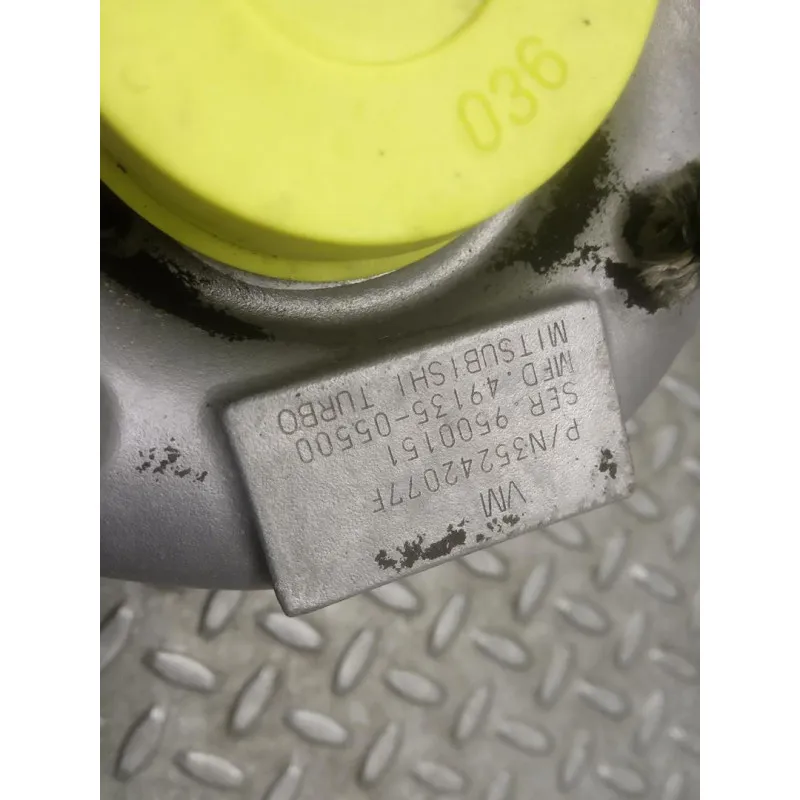 036
VM
P/N35242077F
SER 9500151
MFD.49135-05500
MITSUBISHI TURBO